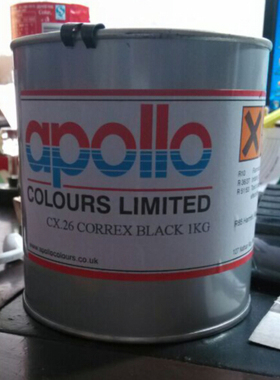 apollo
COLOURS LIMITED
CX.26 CORREX BLACK 1KG
www.apollocolours.co.uk